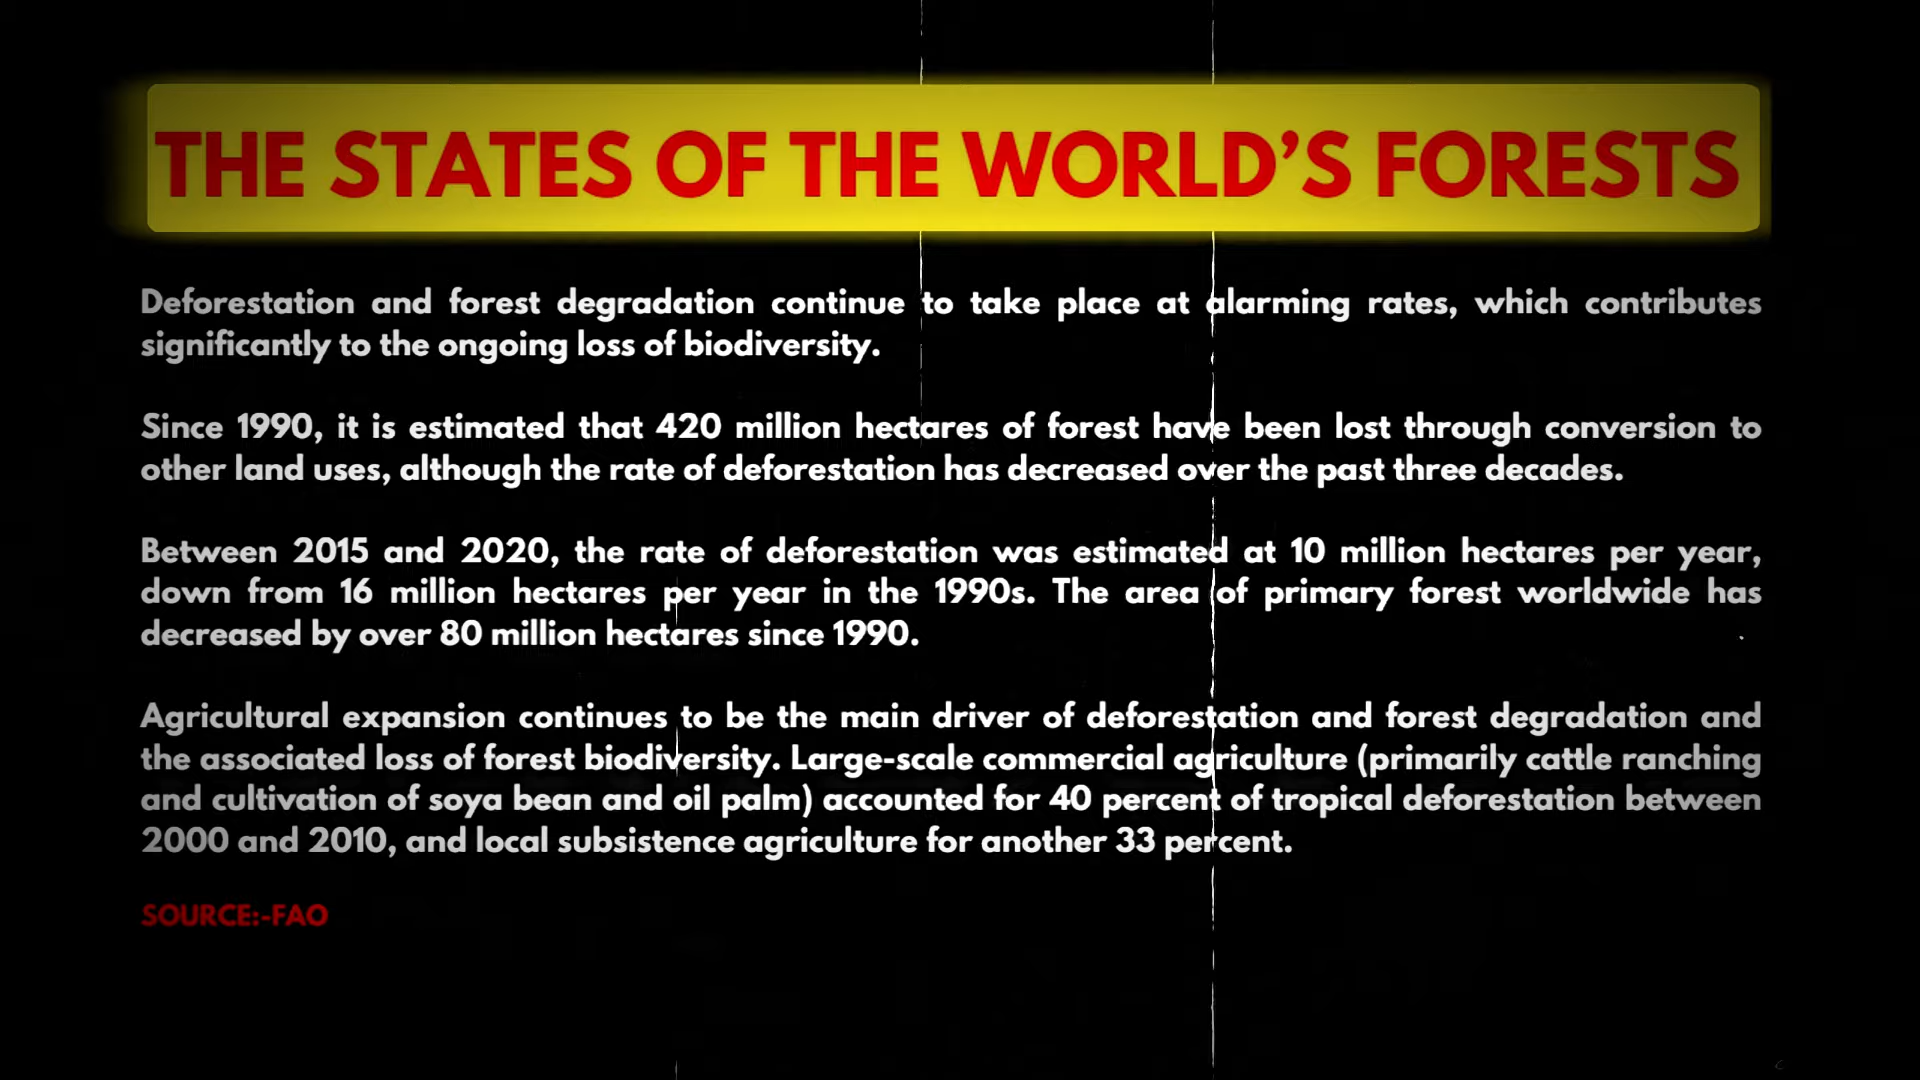 THE STATES OF THE WORLD’S FORESTS
Deforestation and forest degradation continue to take place at alarming rates, which contributes
significantly to the ongoing loss of biodiversity.
Since 1990, it is estimated that 420 million hectares of forest have been lost through conversion to
other land uses, although the rate of deforestation has decreased over the past three decades.
Between 2015 and 2020, the rate of deforestation was estimated at 10 million hectares per year,
down from 16 million hectares per year in the 1990s. The area of primary forest worldwide has
decreased by over 80 million hectares since 1990.
Agricultural expansion continues to be the main driver of deforestation and forest degradation and
the associated loss of forest biodiversity. Large-scale commercial agriculture (primarily cattle ranching
and cultivation of soya bean and oil palm) accounted for 40 percent of tropical deforestation between
2000 and 2010, and local subsistence agriculture for another 33 percent.
SOURCE:-FAO